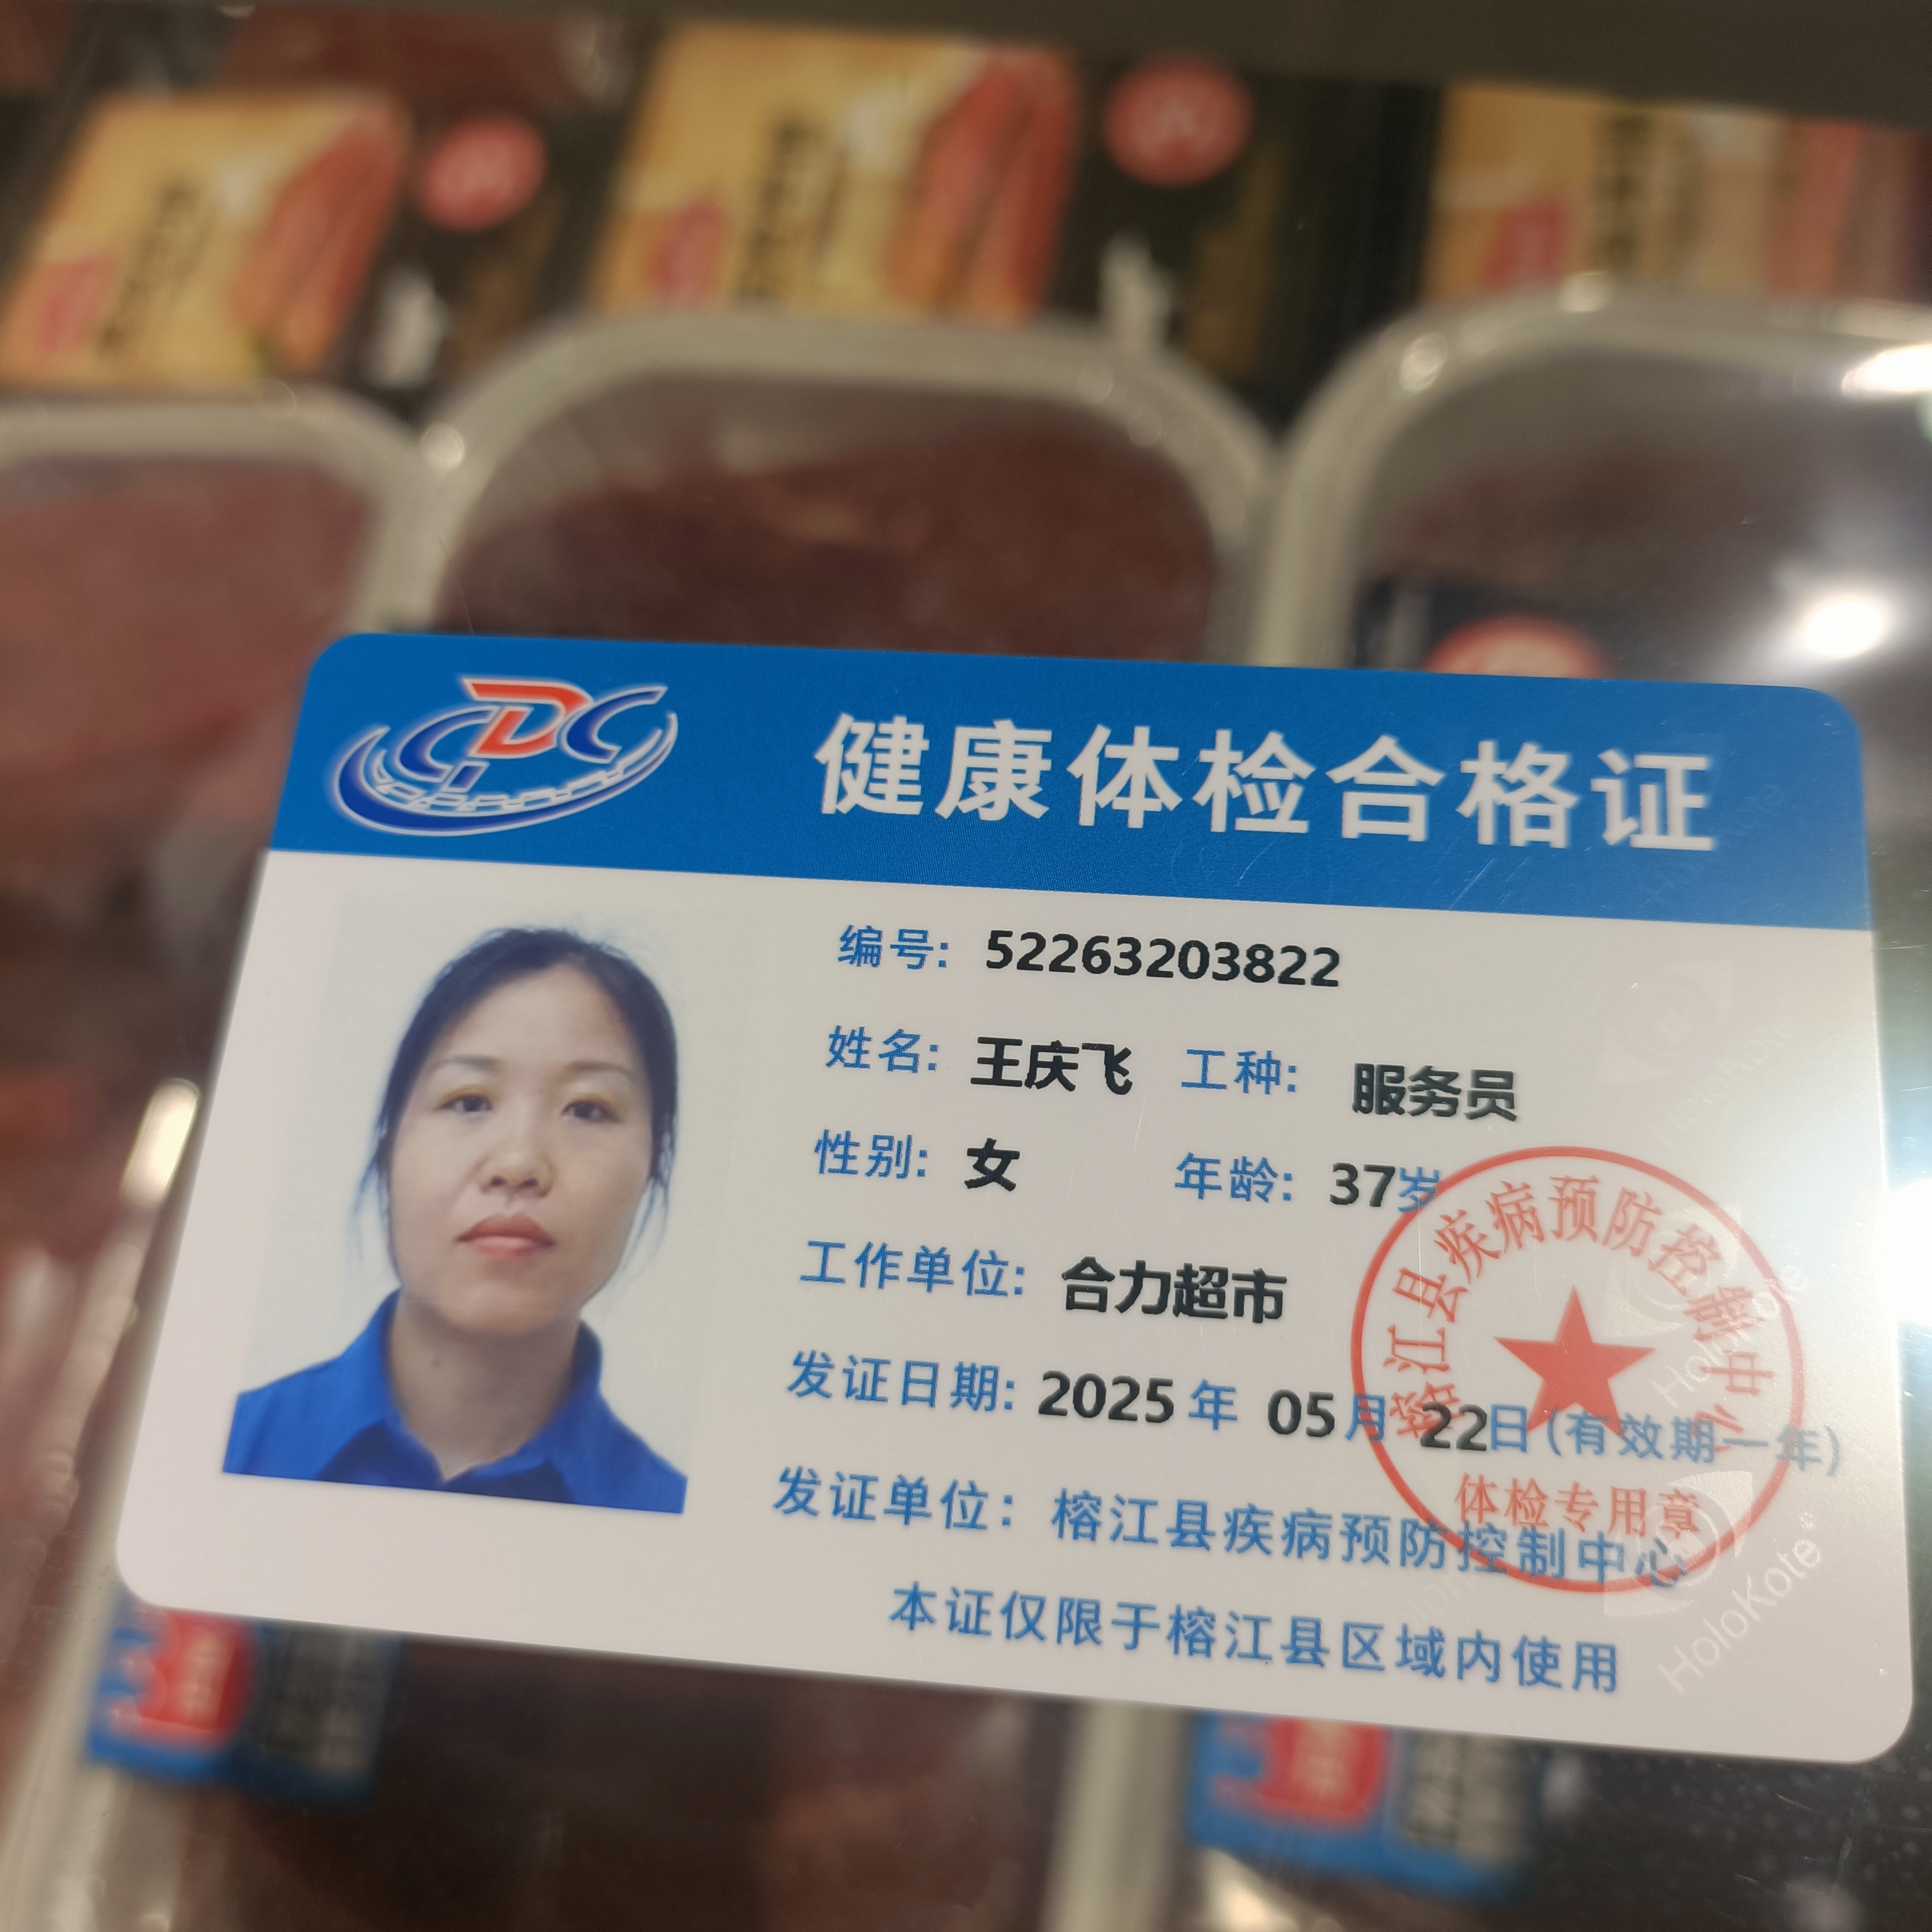 CDC
健康体检合格证
编号: 52263203822
姓名: 王庆飞 工种: 服务员
性别: 女 年龄: 37岁
工作单位: 合力超市
发证日期: 2025年 05月 22日(有效期一年)
发证单位: 榕江县疾病预防控制中心
本证仅限于榕江县区域内使用
榕江县疾病预防控制中心
体检专用章
HoloKote
HoloKote